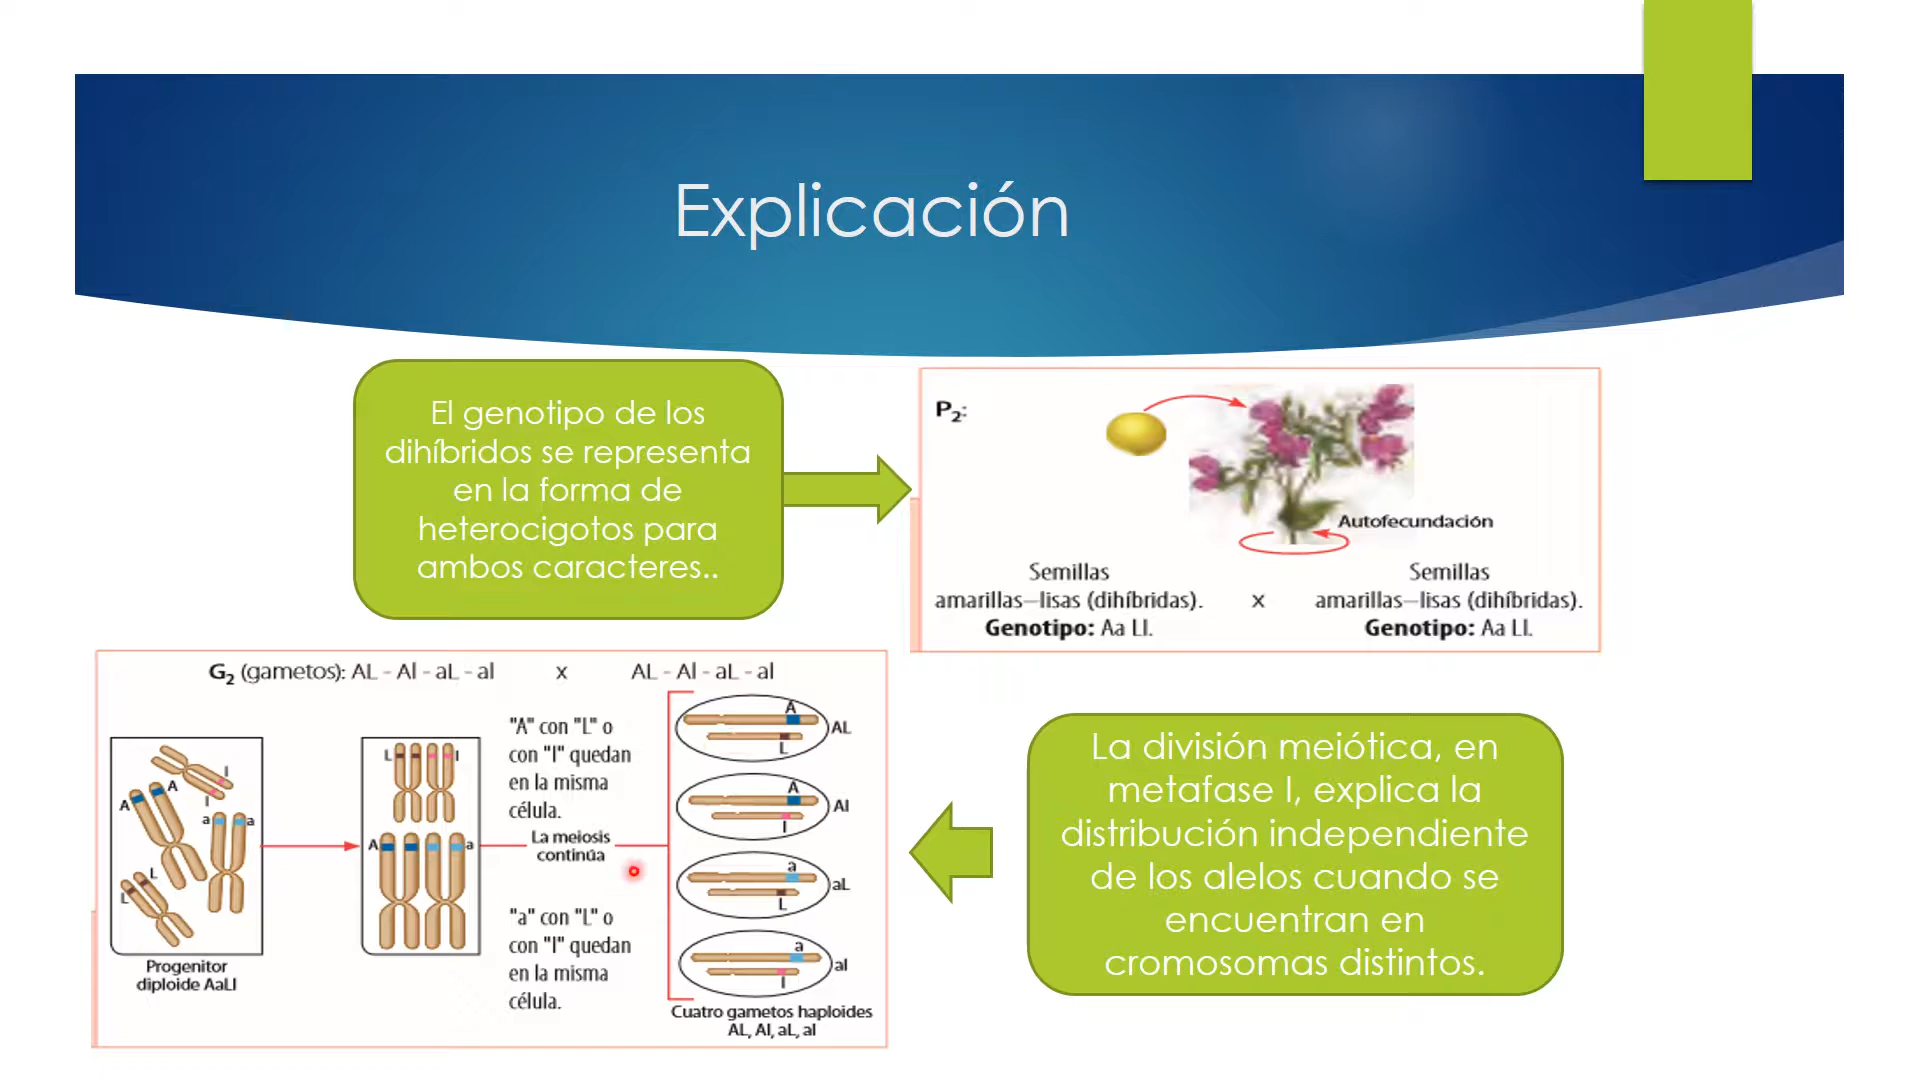 Explicación
El genotipo de los
dihíbridos se representa
en la forma de
heterocigotos para
ambos caracteres..
P2:
Autofecundación
Semillas
amarillas—lisas (dihíbridas).
Genotipo: Aa Ll.
x
Semillas
amarillas—lisas (dihíbridas).
Genotipo: Aa Ll.
G2 (gametos): AL - Al - aL - al x AL - Al - aL - al
A
A
l
l
a
a
L
L
Progenitor
diploide AaLl
L
l
A
a
"A" con "L" o
con "l" quedan
en la misma
célula.
La meiosis
continúa
"a" con "L" o
con "l" quedan
en la misma
célula.
A
L
AL
A
l
Al
a
L
aL
a
l
al
Cuatro gametos haploides
AL, Al, aL, al
La división meiótica, en
metafase I, explica la
distribución independiente
de los alelos cuando se
encuentran en
cromosomas distintos.